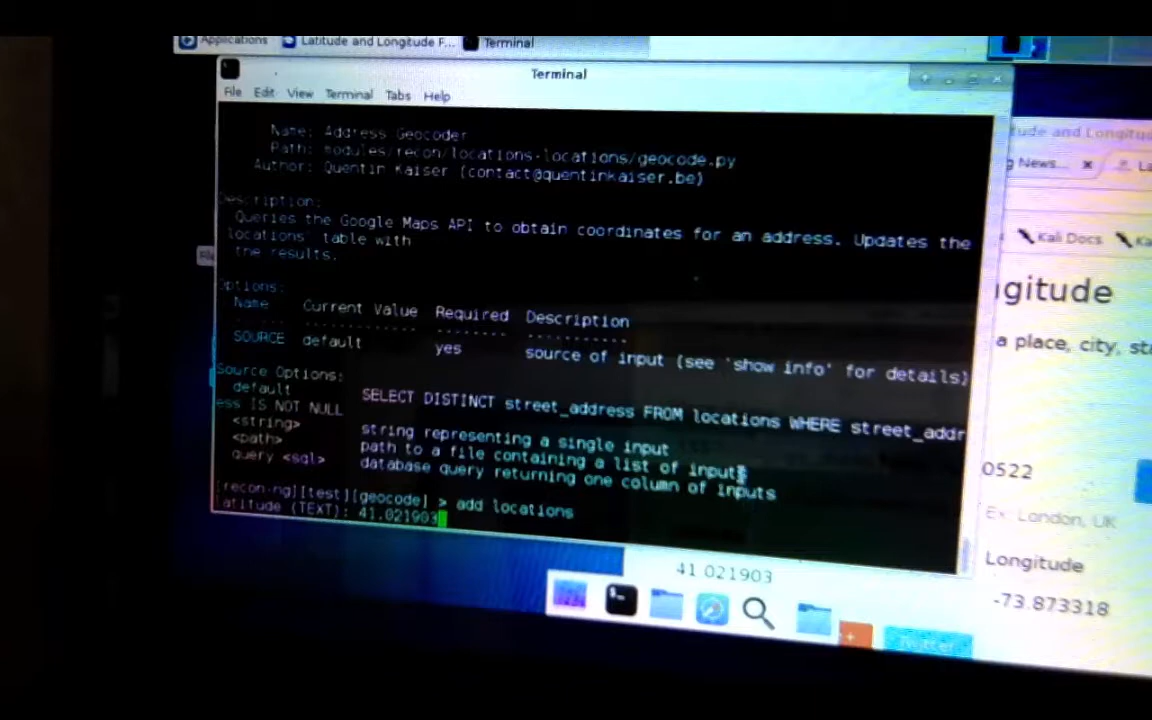 Applications Latitude and Longitude F... Terminal
Terminal
File Edit View Terminal Tabs Help
Name: Address Geocoder
Path: modules/recon/locations-locations/geocode.py
Author: Quentin Kaiser (contact@quentinkaiser.be)
Description:
Queries the Google Maps API to obtain coordinates for an address. Updates the
locations' table with
the results.
Options:
Name Current Value Required Description
SOURCE default yes source of input (see 'show info' for details)
Source Options:
default SELECT DISTINCT street_address FROM locations WHERE street_addr
ess IS NOT NULL
<string> string representing a single input
<path> path to a file containing a list of inputs
query <sql> database query returning one column of inputs
[recon-ng][test][geocode] > add locations
latitude (TEXT): 41.021903
41.021903
ude and Longitud
g News...
Kali Docs
gitude
a place, city, st
0522
Ex: London, UK
Longitude
-73.873318
Twitter